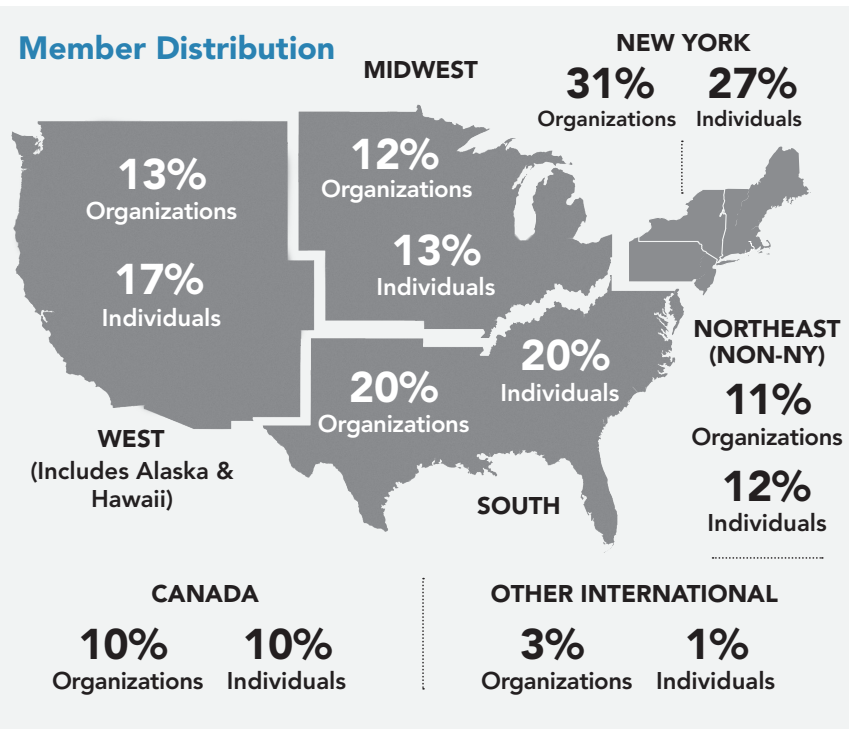 Member Distribution
MIDWEST
NEW YORK
31% 27%
Organizations Individuals
13%
Organizations
17%
Individuals
12%
Organizations
13%
Individuals
20%
Organizations
20%
Individuals
NORTHEAST
(NON-NY)
11%
Organizations
12%
Individuals
WEST
(Includes Alaska &
Hawaii)
SOUTH
CANADA
10% 10%
Organizations Individuals
OTHER INTERNATIONAL
3% 1%
Organizations Individuals